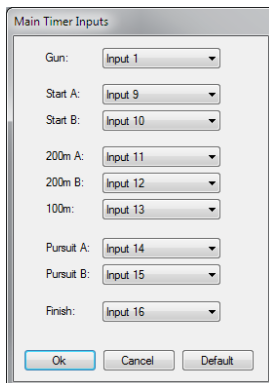 Main Timer Inputs
Gun: Input 1
Start A: Input 9
Start B: Input 10
200m A: Input 11
200m B: Input 12
100m: Input 13
Pursuit A: Input 14
Pursuit B: Input 15
Finish: Input 16
Ok Cancel Default